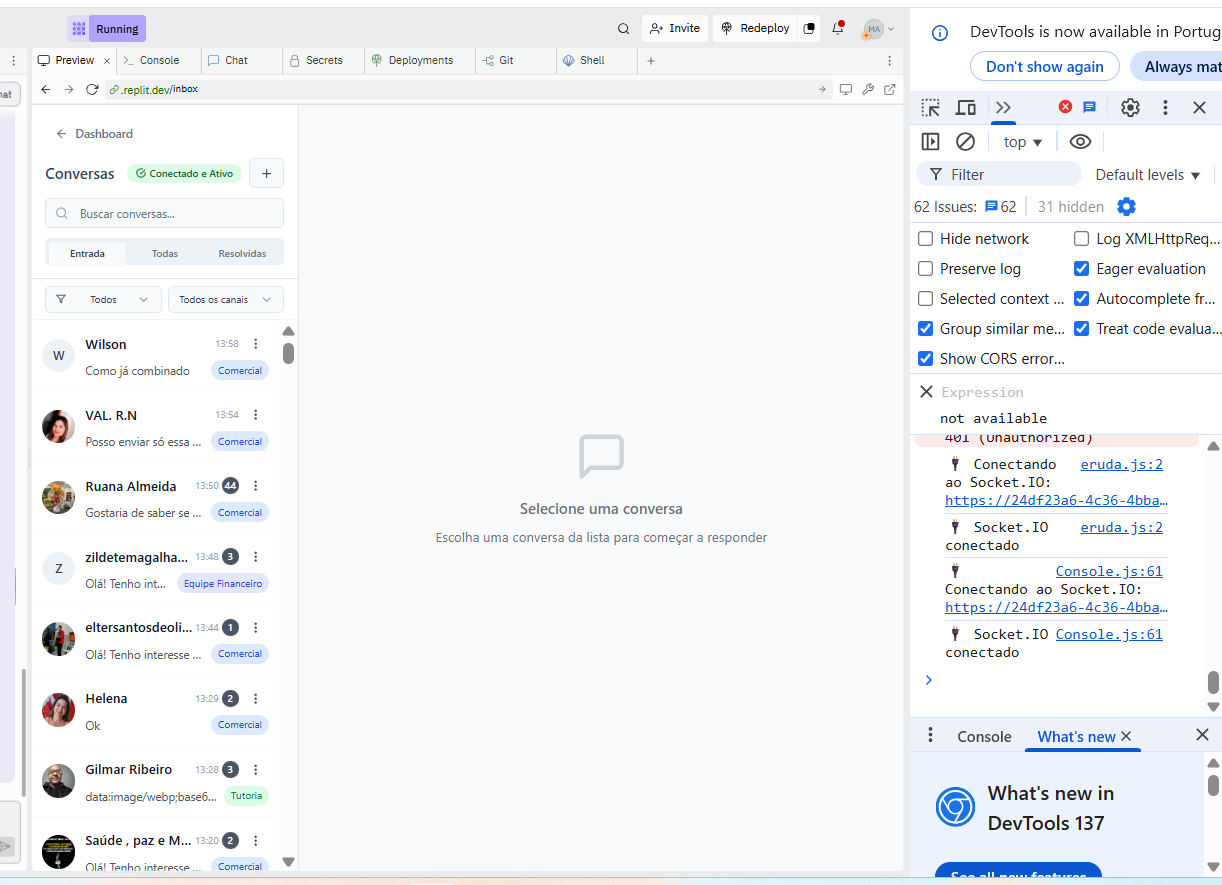 Running
Invite
Redeploy
MA
Preview
Console
Chat
Secrets
Deployments
Git
Shell
.replit.dev/inbox
Dashboard
Conversas
Conectado e Ativo
Buscar conversas...
Entrada Todas Resolvidas
Todos
Todos os canais
W
Wilson 13:58
Como já combinado Comercial
VAL. R.N 13:54
Posso enviar só essa ... Comercial
Ruana Almeida 13:50 44
Gostaria de saber se ... Comercial
Z
zildetemagalha... 13:48 3
Olá! Tenho int... Equipe Financeiro
eltersantosdeoli... 13:44 1
Olá! Tenho interesse ... Comercial
Helena 13:29 2
Ok Comercial
Gilmar Ribeiro 13:28 3
data:image/webp;base6... Tutoria
Saúde , paz e M... 13:20 2
Olá! Tenho interesse ... Comercial
Selecione uma conversa
Escolha uma conversa da lista para começar a responder
DevTools is now available in Portug
Don't show again
Always mat
top
Filter
Default levels
62 Issues: 62 31 hidden
Hide network
Log XMLHttpReq...
Preserve log
Eager evaluation
Selected context ...
Autocomplete fr...
Group similar me...
Treat code evalua...
Show CORS error...
Expression
not available
401 (Unauthorized)
Conectando eruda.js:2
ao Socket.IO:
https://24df23a6-4c36-4bba…
Socket.IO eruda.js:2
conectado
Console.js:61
Conectando ao Socket.IO:
https://24df23a6-4c36-4bba…
Socket.IO Console.js:61
conectado
Console
What's new
What's new in
DevTools 137
See all new features